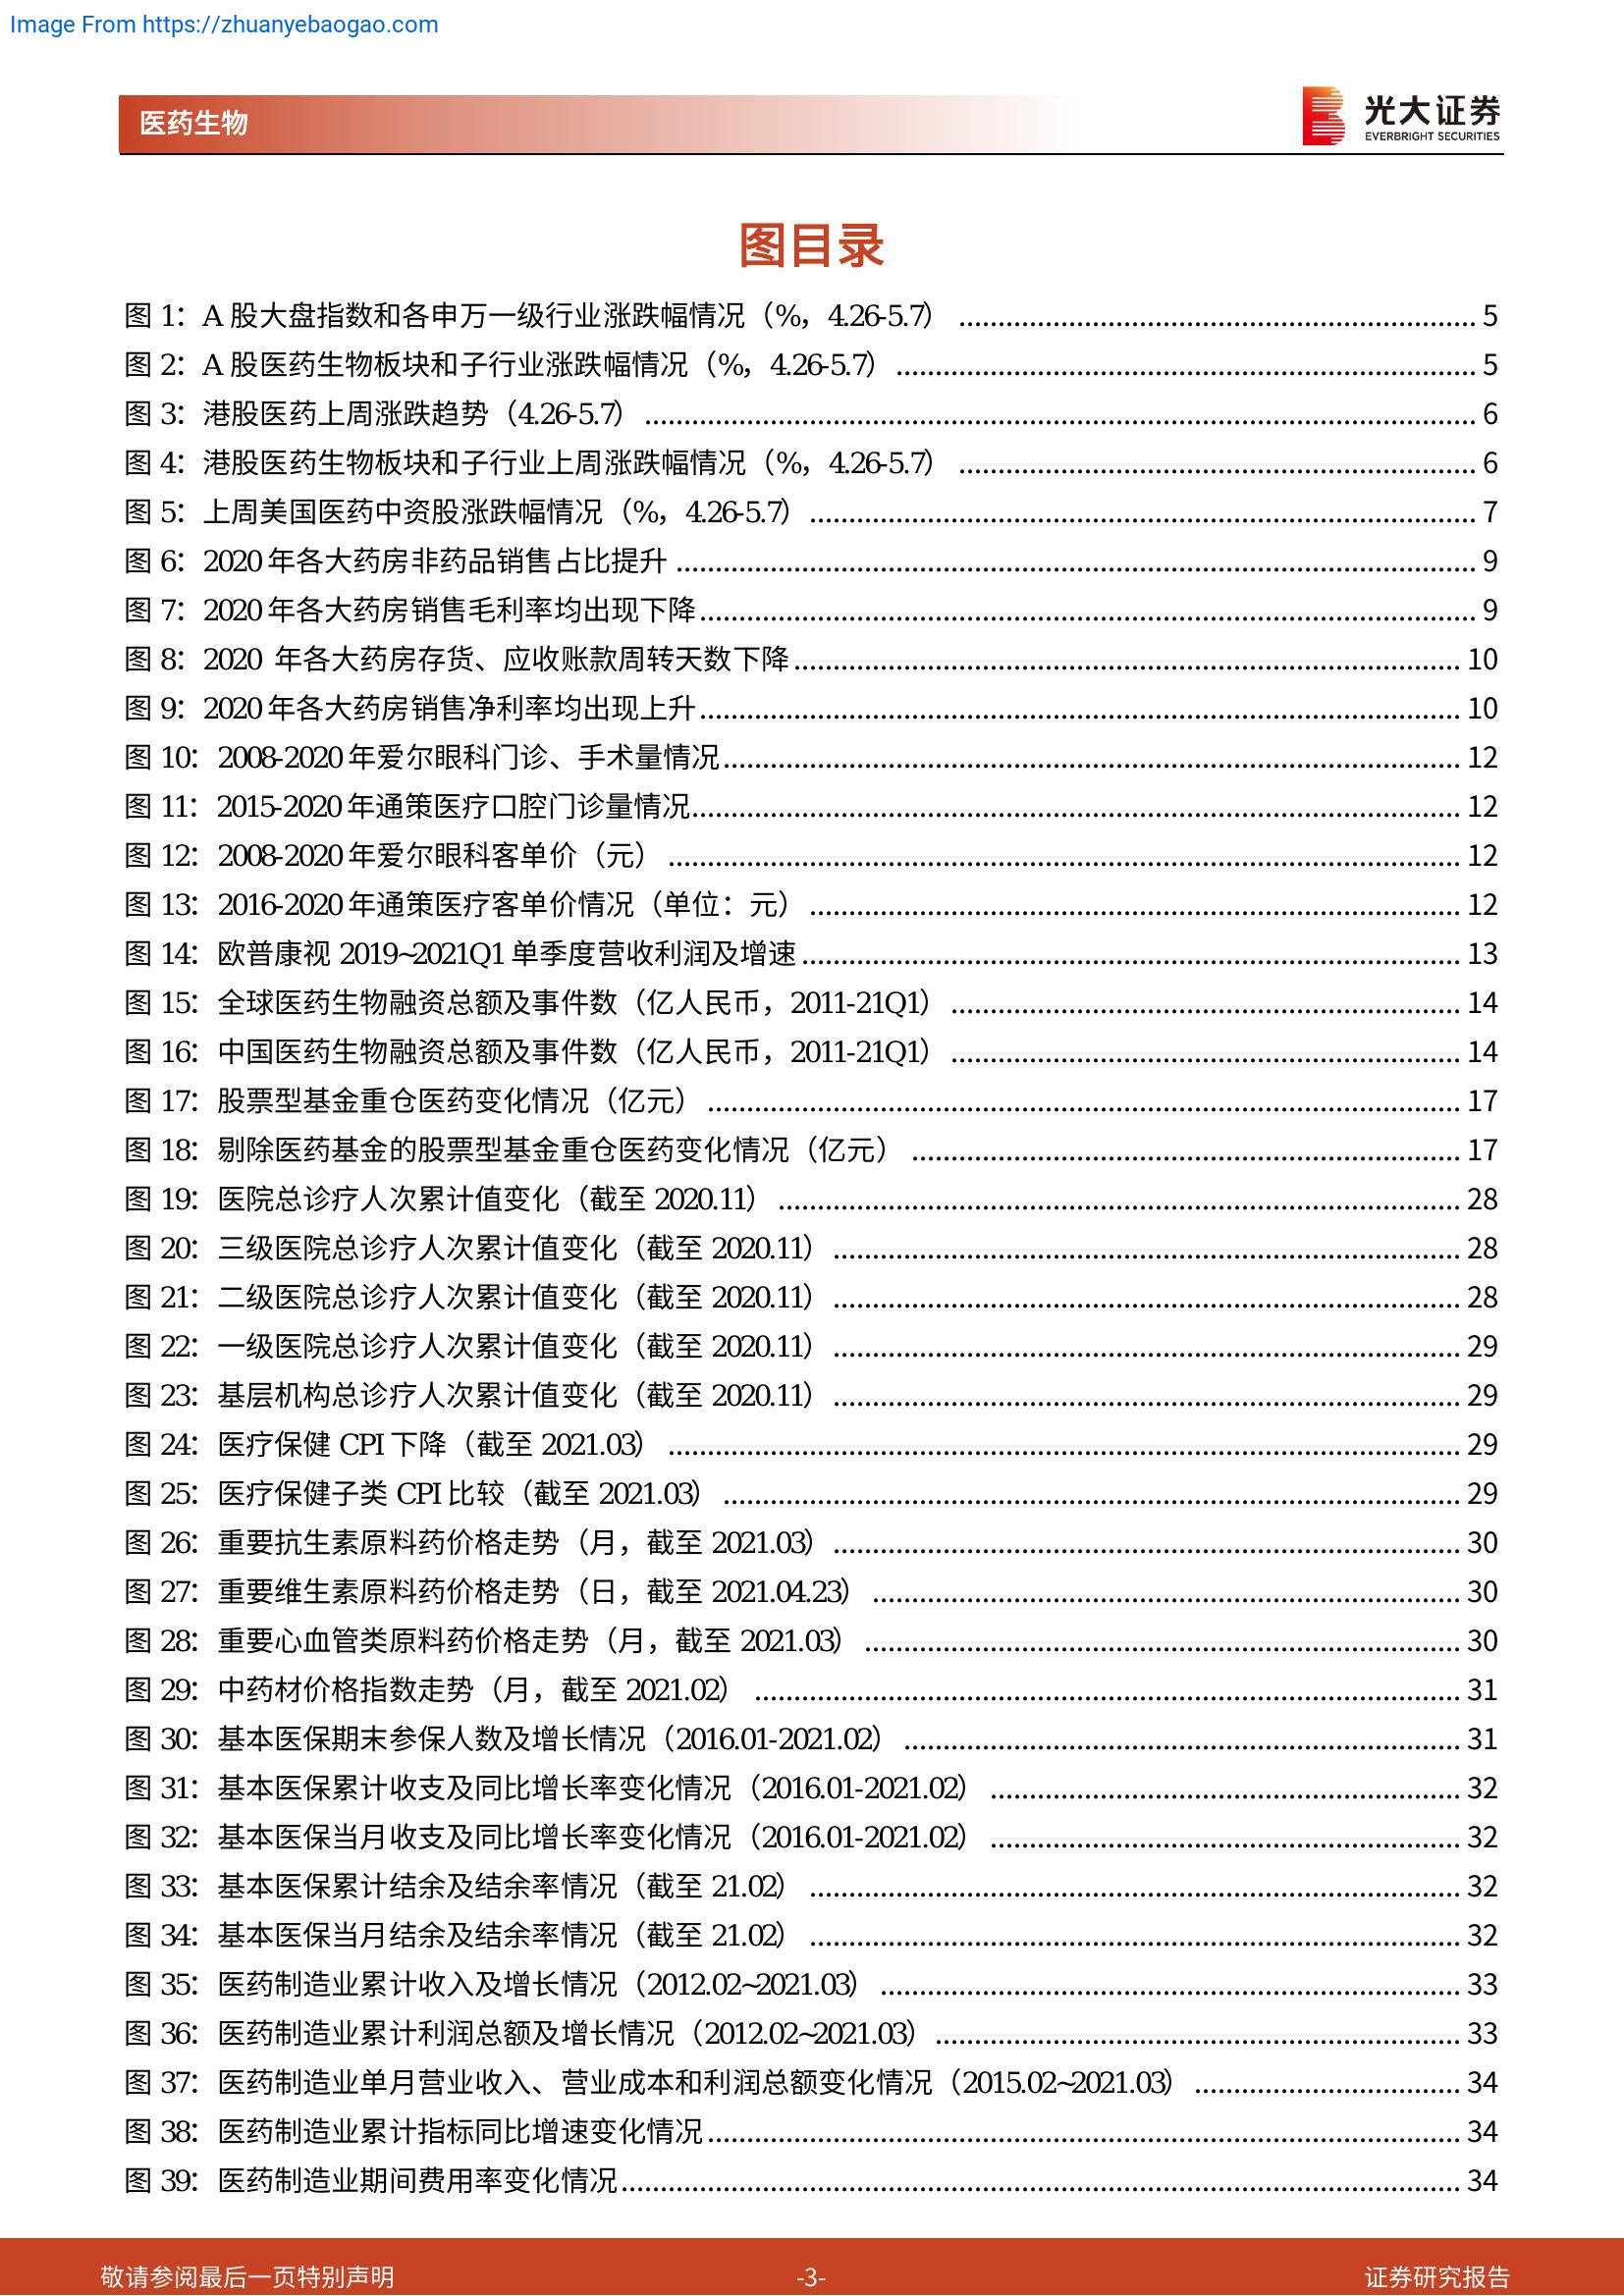 Image From https://zhuanyebaogao.com
医药生物
光大证券
EVERBRIGHT SECURITIES
图目录
图 1：A 股大盘指数和各申万一级行业涨跌幅情况（%，4.26-5.7） ........ 5
图 2：A 股医药生物板块和子行业涨跌幅情况（%，4.26-5.7） ........ 5
图 3：港股医药上周涨跌趋势（4.26-5.7） ........ 6
图 4：港股医药生物板块和子行业上周涨跌幅情况（%，4.26-5.7） ........ 6
图 5：上周美国医药中资股涨跌幅情况（%，4.26-5.7） ........ 7
图 6：2020 年各大药房非药品销售占比提升 ........ 9
图 7：2020 年各大药房销售毛利率均出现下降 ........ 9
图 8：2020 年各大药房存货、应收账款周转天数下降 ........ 10
图 9：2020 年各大药房销售净利率均出现上升 ........ 10
图 10：2008-2020 年爱尔眼科门诊、手术量情况 ........ 12
图 11：2015-2020 年通策医疗口腔门诊量情况 ........ 12
图 12：2008-2020 年爱尔眼科客单价（元） ........ 12
图 13：2016-2020 年通策医疗客单价情况（单位：元） ........ 12
图 14：欧普康视 2019~2021Q1 单季度营收利润及增速 ........ 13
图 15：全球医药生物融资总额及事件数（亿人民币，2011-21Q1） ........ 14
图 16：中国医药生物融资总额及事件数（亿人民币，2011-21Q1） ........ 14
图 17：股票型基金重仓医药变化情况（亿元） ........ 17
图 18：剔除医药基金的股票型基金重仓医药变化情况（亿元） ........ 17
图 19：医院总诊疗人次累计值变化（截至 2020.11） ........ 28
图 20：三级医院总诊疗人次累计值变化（截至 2020.11） ........ 28
图 21：二级医院总诊疗人次累计值变化（截至 2020.11） ........ 28
图 22：一级医院总诊疗人次累计值变化（截至 2020.11） ........ 29
图 23：基层机构总诊疗人次累计值变化（截至 2020.11） ........ 29
图 24：医疗保健 CPI 下降（截至 2021.03） ........ 29
图 25：医疗保健子类 CPI 比较（截至 2021.03） ........ 29
图 26：重要抗生素原料药价格走势（月，截至 2021.03） ........ 30
图 27：重要维生素原料药价格走势（日，截至 2021.04.23） ........ 30
图 28：重要心血管类原料药价格走势（月，截至 2021.03） ........ 30
图 29：中药材价格指数走势（月，截至 2021.02） ........ 31
图 30：基本医保期末参保人数及增长情况（2016.01-2021.02） ........ 31
图 31：基本医保累计收支及同比增长率变化情况（2016.01-2021.02） ........ 32
图 32：基本医保当月收支及同比增长率变化情况（2016.01-2021.02） ........ 32
图 33：基本医保累计结余及结余率情况（截至 21.02） ........ 32
图 34：基本医保当月结余及结余率情况（截至 21.02） ........ 32
图 35：医药制造业累计收入及增长情况（2012.02~2021.03） ........ 33
图 36：医药制造业累计利润总额及增长情况（2012.02~2021.03） ........ 33
图 37：医药制造业单月营业收入、营业成本和利润总额变化情况（2015.02~2021.03） ........ 34
图 38：医药制造业累计指标同比增速变化情况 ........ 34
图 39：医药制造业期间费用率变化情况 ........ 34
敬请参阅最后一页特别声明
-3-
证券研究报告